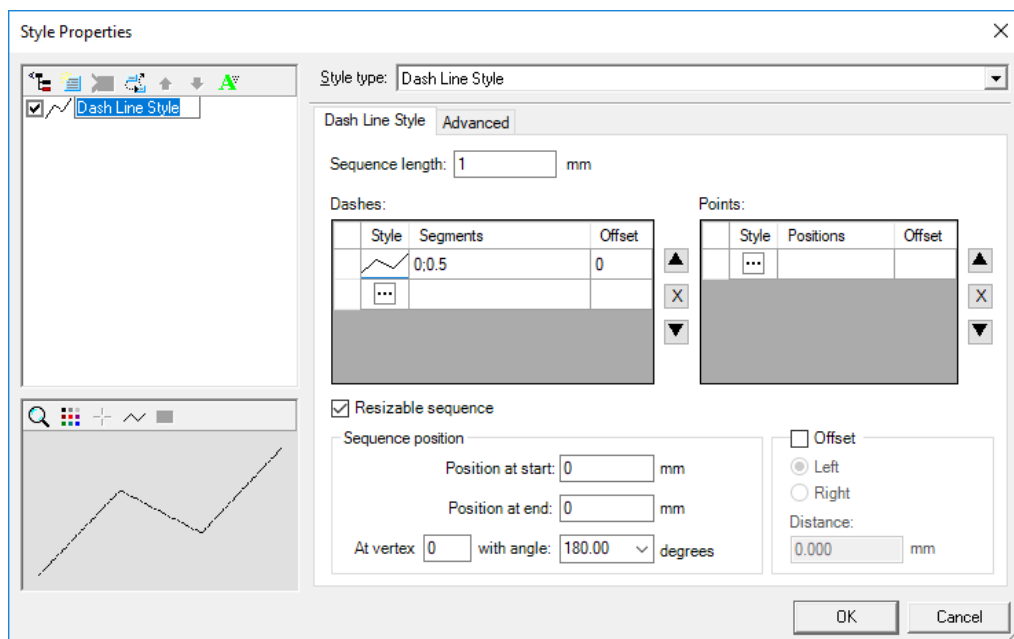 Style Properties
Style type: Dash Line Style
Dash Line Style
Dash Line Style Advanced
Sequence length: 1 mm
Dashes: Points:
Style Segments Offset Style Positions Offset
0;0.5 0
X X
Resizable sequence
Sequence position Offset
Position at start: 0 mm Left
Right
Position at end: 0 mm
Distance:
At vertex 0 with angle: 180.00 degrees 0.000 mm
OK Cancel